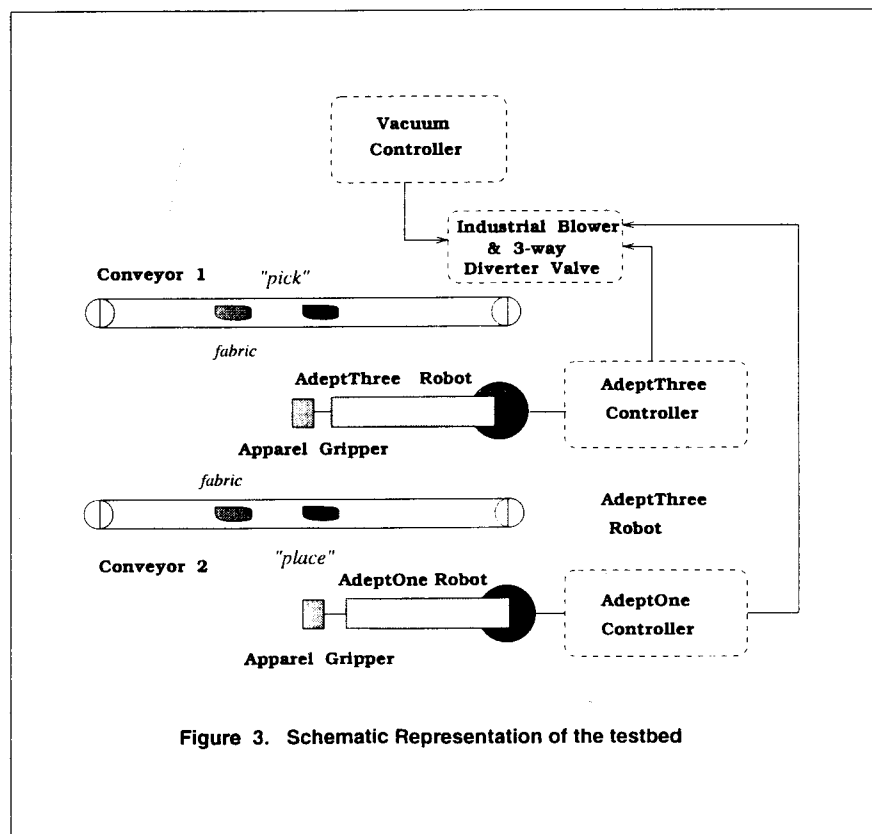 Vacuum
Controller
Industrial Blower
& 3-way
Diverter Valve
Conveyor 1
"pick"
fabric
AdeptThree Robot
AdeptThree
Controller
Apparel Gripper
fabric
AdeptThree
Robot
"place"
Conveyor 2
AdeptOne Robot
AdeptOne
Controller
Apparel Gripper
Figure 3. Schematic Representation of the testbed